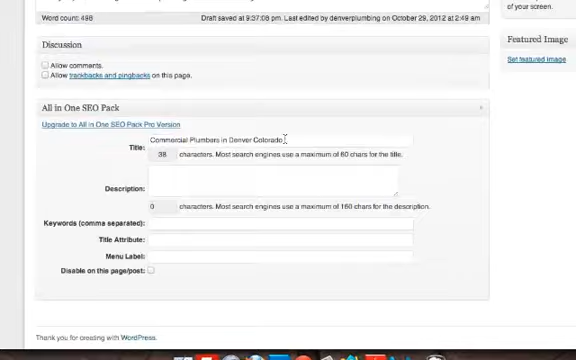 of your screen.
Word count: 498
Draft saved at 9:37:08 pm. Last edited by denverplumbing on October 29, 2012 at 2:49 am
Discussion
Featured Image
Allow comments.
Set featured image
Allow trackbacks and pingbacks on this page.
All in One SEO Pack
Upgrade to All in One SEO Pack Pro Version
Title: Commercial Plumbers in Denver Colorado
38 characters. Most search engines use a maximum of 60 chars for the title.
Description:
0 characters. Most search engines use a maximum of 160 chars for the description.
Keywords (comma separated):
Title Attribute:
Menu Label:
Disable on this page/post:
Thank you for creating with WordPress.